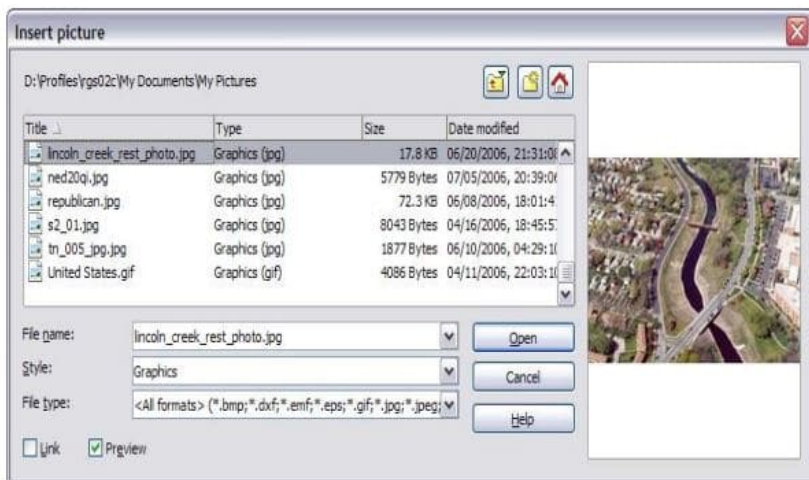 Insert picture
D:\Profiles\rgs02c\My Documents\My Pictures
Title Type Size Date modified
lincoln_creek_rest_photo.jpg Graphics (jpg) 17.8 KB 06/20/2006, 21:31:0
ned20qi.jpg Graphics (jpg) 5779 Bytes 07/05/2006, 20:39:0
republican.jpg Graphics (jpg) 72.3 KB 06/08/2006, 18:01:4
s2_01.jpg Graphics (jpg) 8043 Bytes 04/16/2006, 18:45:5
tn_005_jpg.jpg Graphics (jpg) 1877 Bytes 06/10/2006, 04:29:1
United States.gif Graphics (gif) 4086 Bytes 04/11/2006, 22:03:1
File name: lincoln_creek_rest_photo.jpg Open
Style: Graphics Cancel
File type: <All formats> (*.bmp;*.dxf;*.emf;*.eps;*.gif;*.jpg;*.jpeg; Help
Link Preview